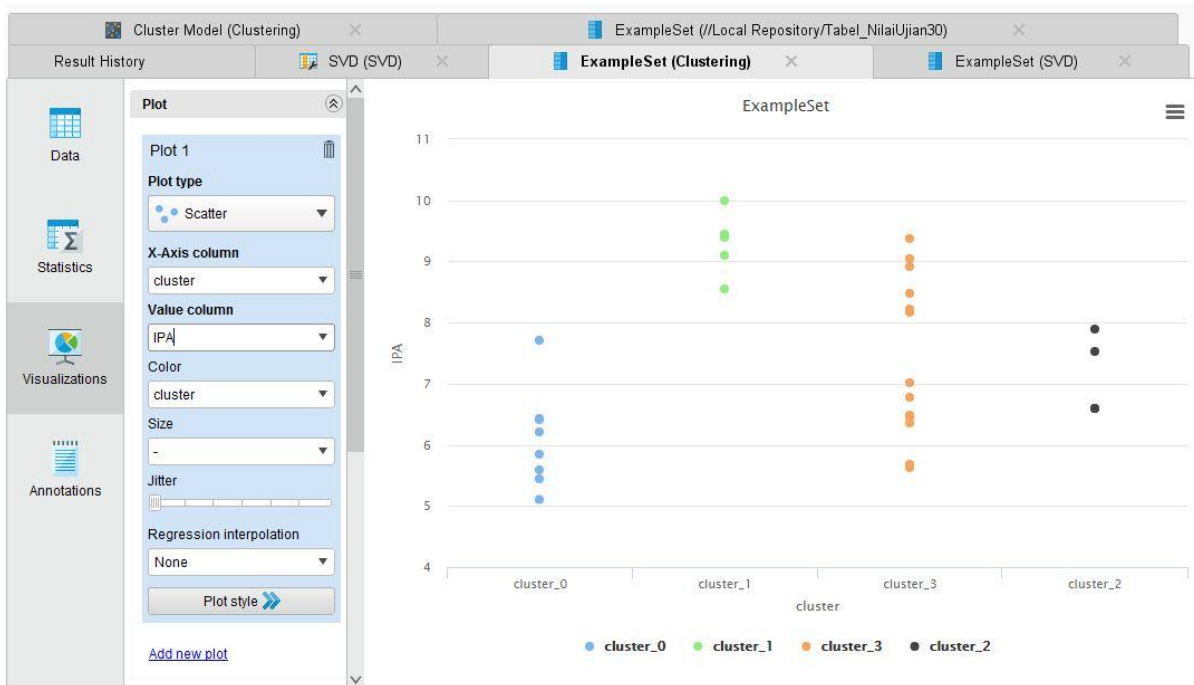 Cluster Model (Clustering)
ExampleSet (//Local Repository/Tabel_NilaiUjian30)
Result History
SVD (SVD)
ExampleSet (Clustering)
ExampleSet (SVD)
Data
Statistics
Visualizations
Annotations
Plot
Plot 1
Plot type
Scatter
X-Axis column
cluster
Value column
IPA
Color
cluster
Size
-
Jitter
Regression interpolation
None
Plot style
Add new plot
ExampleSet
11
10
9
8
7
6
5
4
IPA
cluster_0
cluster_1
cluster_3
cluster_2
cluster
cluster_0
cluster_1
cluster_3
cluster_2